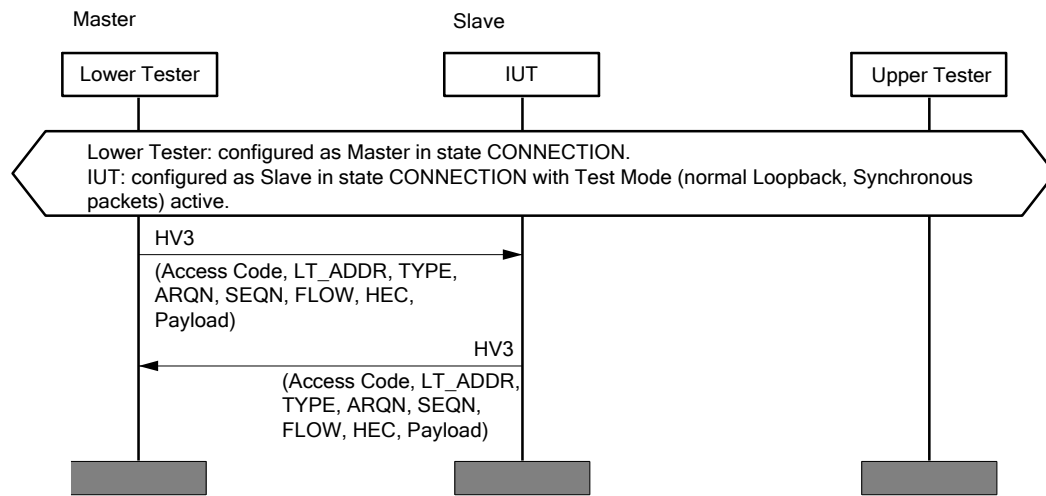 Master
Slave
Lower Tester
IUT
Upper Tester
Lower Tester: configured as Master in state CONNECTION.
IUT: configured as Slave in state CONNECTION with Test Mode (normal Loopback, Synchronous
packets) active.
HV3
(Access Code, LT_ADDR, TYPE,
ARQN, SEQN, FLOW, HEC,
Payload)
HV3
(Access Code, LT_ADDR,
TYPE, ARQN, SEQN,
FLOW, HEC, Payload)